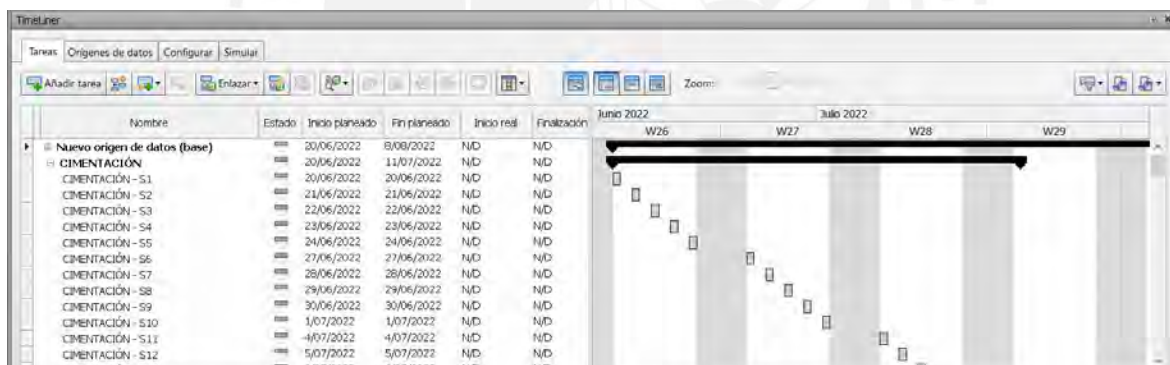 TimeLiner
Tareas Orígenes de datos Configurar Simular
Añadir tarea Enlazar Zoom:
Nombre Estado Inicio planeado Fin planeado Inicio real Finalización Junio 2022 Julio 2022
W26 W27 W28 W29
Nuevo origen de datos (base) 20/06/2022 8/08/2022 N/D N/D
CIMENTACIÓN 20/06/2022 11/07/2022 N/D N/D
CIMENTACIÓN - S1 20/06/2022 20/06/2022 N/D N/D
CIMENTACIÓN - S2 21/06/2022 21/06/2022 N/D N/D
CIMENTACIÓN - S3 22/06/2022 22/06/2022 N/D N/D
CIMENTACIÓN - S4 23/06/2022 23/06/2022 N/D N/D
CIMENTACIÓN - S5 24/06/2022 24/06/2022 N/D N/D
CIMENTACIÓN - S6 27/06/2022 27/06/2022 N/D N/D
CIMENTACIÓN - S7 28/06/2022 28/06/2022 N/D N/D
CIMENTACIÓN - S8 29/06/2022 29/06/2022 N/D N/D
CIMENTACIÓN - S9 30/06/2022 30/06/2022 N/D N/D
CIMENTACIÓN - S10 1/07/2022 1/07/2022 N/D N/D
CIMENTACIÓN - S11 4/07/2022 4/07/2022 N/D N/D
CIMENTACIÓN - S12 5/07/2022 5/07/2022 N/D N/D